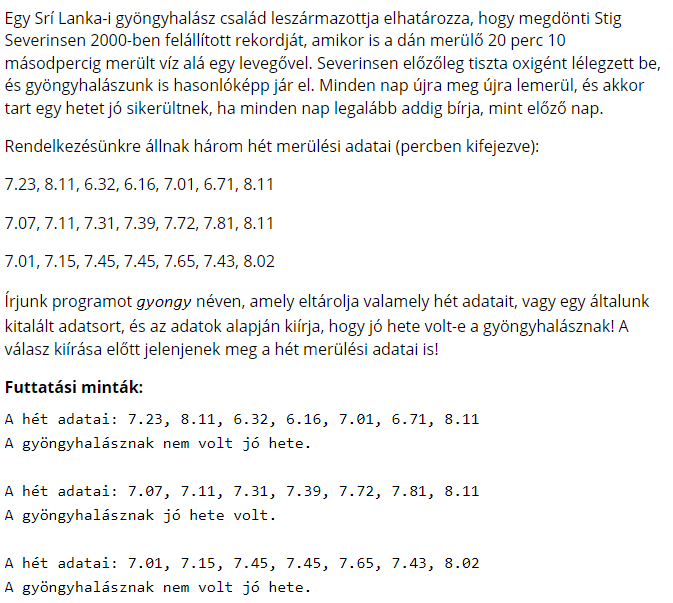 Egy Srí Lanka-i gyöngyhalász család leszármazottja elhatározza, hogy megdönti Stig
Severinsen 2000-ben felállított rekordját, amikor is a dán merülő 20 perc 10
másodpercig merült víz alá egy levegővel. Severinsen előzőleg tiszta oxigént lélegzett be,
és gyöngyhalászunk is hasonlóképp jár el. Minden nap újra meg újra lemerül, és akkor
tart egy hetet jó sikerültnek, ha minden nap legalább addig bírja, mint előző nap.
Rendelkezésünkre állnak három hét merülési adatai (percben kifejezve):
7.23, 8.11, 6.32, 6.16, 7.01, 6.71, 8.11
7.07, 7.11, 7.31, 7.39, 7.72, 7.81, 8.11
7.01, 7.15, 7.45, 7.45, 7.65, 7.43, 8.02
Írjunk programot gyongy néven, amely eltárolja valamely hét adatait, vagy egy általunk
kitalált adatsort, és az adatok alapján kiírja, hogy jó hete volt-e a gyöngyhalásznak! A
válasz kiírása előtt jelenjenek meg a hét merülési adatai is!
Futtatási minták:
A hét adatai: 7.23, 8.11, 6.32, 6.16, 7.01, 6.71, 8.11
A gyöngyhalásznak nem volt jó hete.
A hét adatai: 7.07, 7.11, 7.31, 7.39, 7.72, 7.81, 8.11
A gyöngyhalásznak jó hete volt.
A hét adatai: 7.01, 7.15, 7.45, 7.45, 7.65, 7.43, 8.02
A gyöngyhalásznak nem volt jó hete.